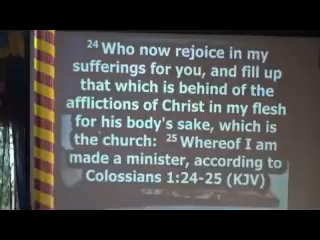 24 Who now rejoice in my
sufferings for you, and fill up
that which is behind of the
afflictions of Christ in my flesh
for his body's sake, which is
the church: 25 Whereof I am
made a minister, according to
Colossians 1:24-25 (KJV)